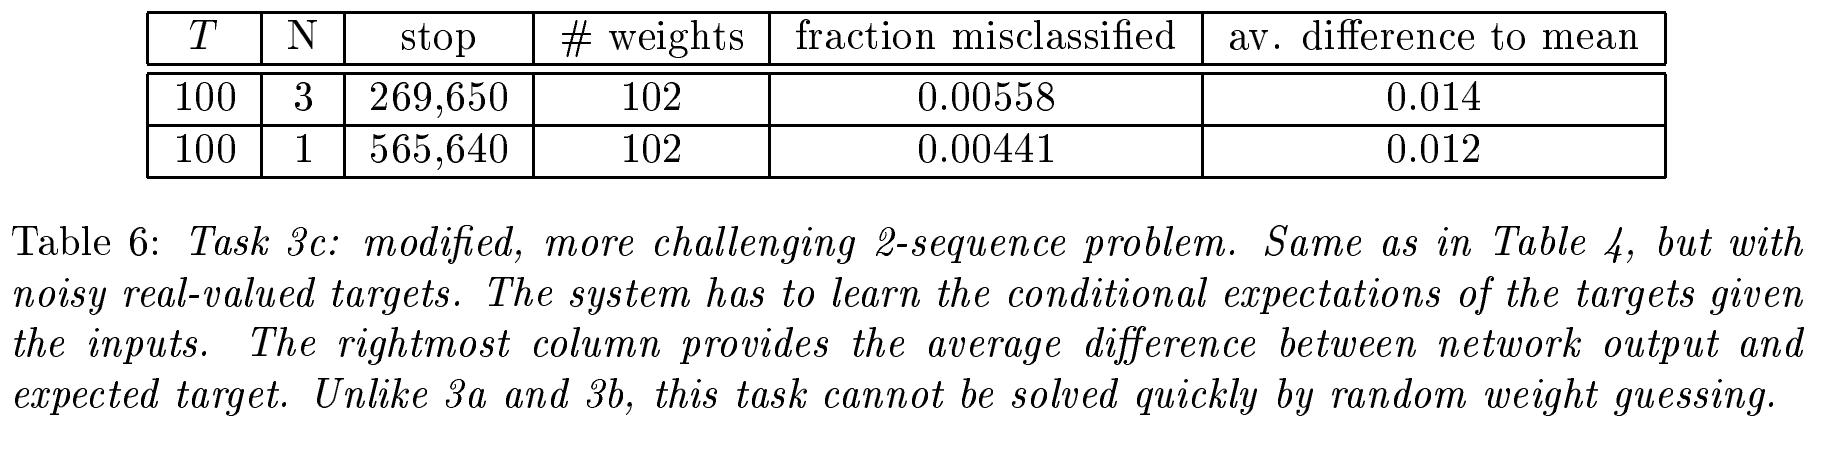 T N stop # weights fraction misclassified av. difference to mean
100 3 269,650 102 0.00558 0.014
100 1 565,640 102 0.00441 0.012
Table 6: Task 3c: modified, more challenging 2-sequence problem. Same as in Table 4, but with
noisy real-valued targets. The system has to learn the conditional expectations of the targets given
the inputs. The rightmost column provides the average difference between network output and
expected target. Unlike 3a and 3b, this task cannot be solved quickly by random weight guessing.